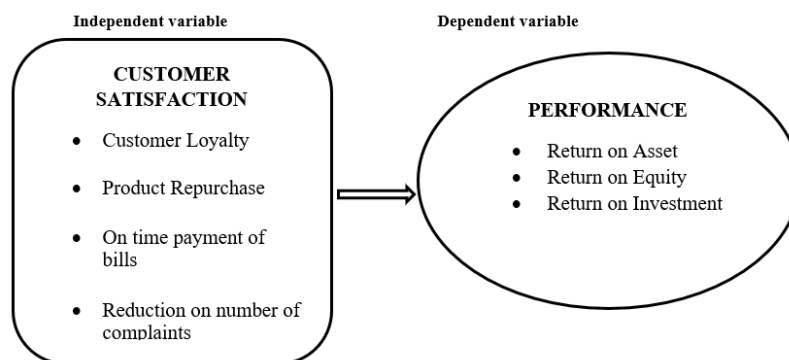 Independent variable
Dependent variable
CUSTOMER
SATISFACTION
• Customer Loyalty
• Product Repurchase
• On time payment of
bills
• Reduction on number of
complaints
PERFORMANCE
• Return on Asset
• Return on Equity
• Return on Investment